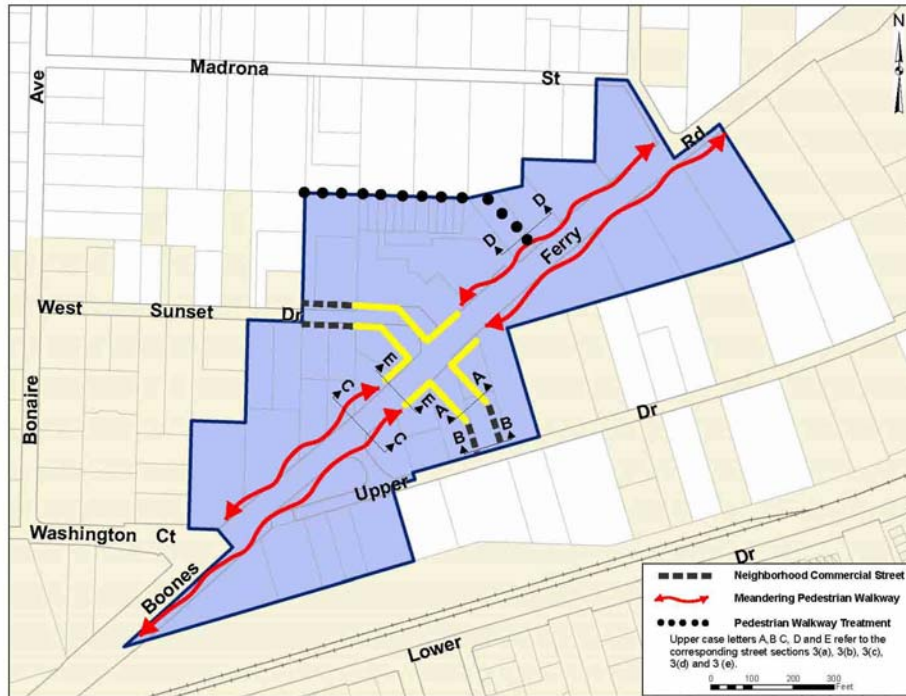 N
Madrona St
Ave
Rd
D
D
Ferry
West Sunset Dr
E
C
A
E
A
C
B
B
Dr
Bonaire
Upper
Washington Ct
Boones
Dr
Lower
Neighborhood Commercial Street
Meandering Pedestrian Walkway
Pedestrian Walkway Treatment
Upper case letters A,B C, D and E refer to the
corresponding street sections 3(a), 3(b), 3(c),
3(d) and 3 (e).
0 100 200 300
Feet